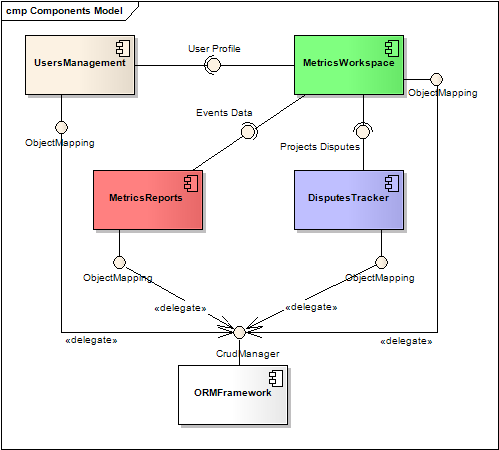 cmp Components Model
User Profile
UsersManagement
MetricsWorkspace
ObjectMapping
Events Data
ObjectMapping
Projects Disputes
MetricsReports
DisputesTracker
ObjectMapping
ObjectMapping
«delegate»
«delegate»
«delegate»
«delegate»
CrudManager
ORMFramework